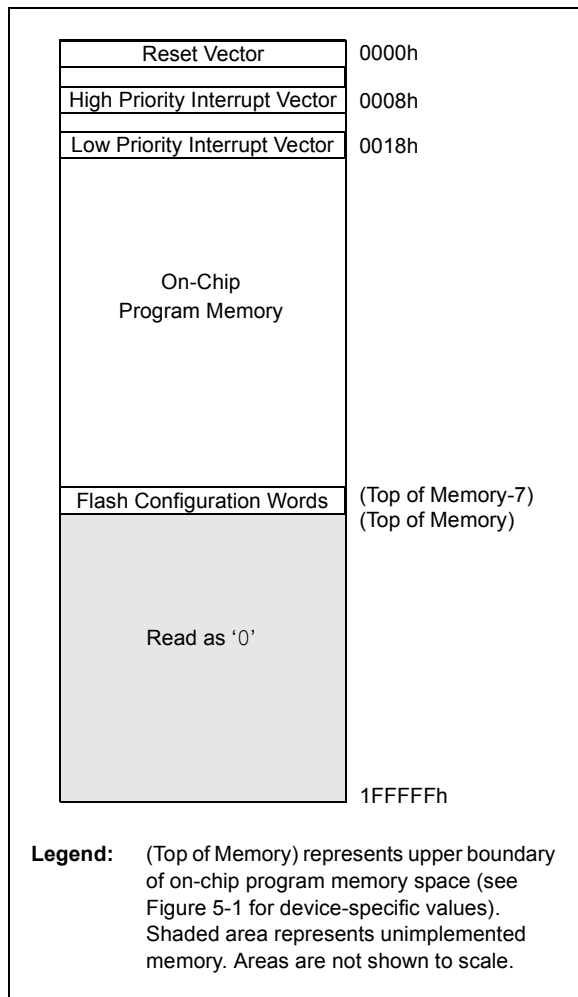 Reset Vector 0000h
High Priority Interrupt Vector 0008h
Low Priority Interrupt Vector 0018h
On-Chip
Program Memory
Flash Configuration Words (Top of Memory-7)
(Top of Memory)
Read as ‘0’
1FFFFFh
Legend: (Top of Memory) represents upper boundary
of on-chip program memory space (see
Figure 5-1 for device-specific values).
Shaded area represents unimplemented
memory. Areas are not shown to scale.